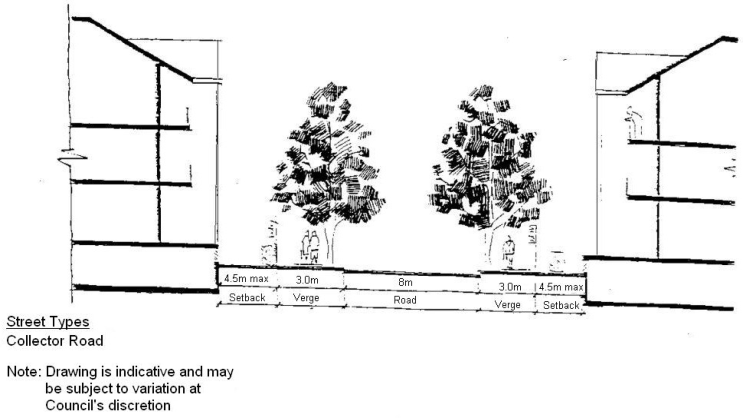 4.5m max 3.0m 8m 3.0m 4.5m max
Setback Verge Road Verge Setback
Street Types
Collector Road
Note: Drawing is indicative and may
be subject to variation at
Council's discretion